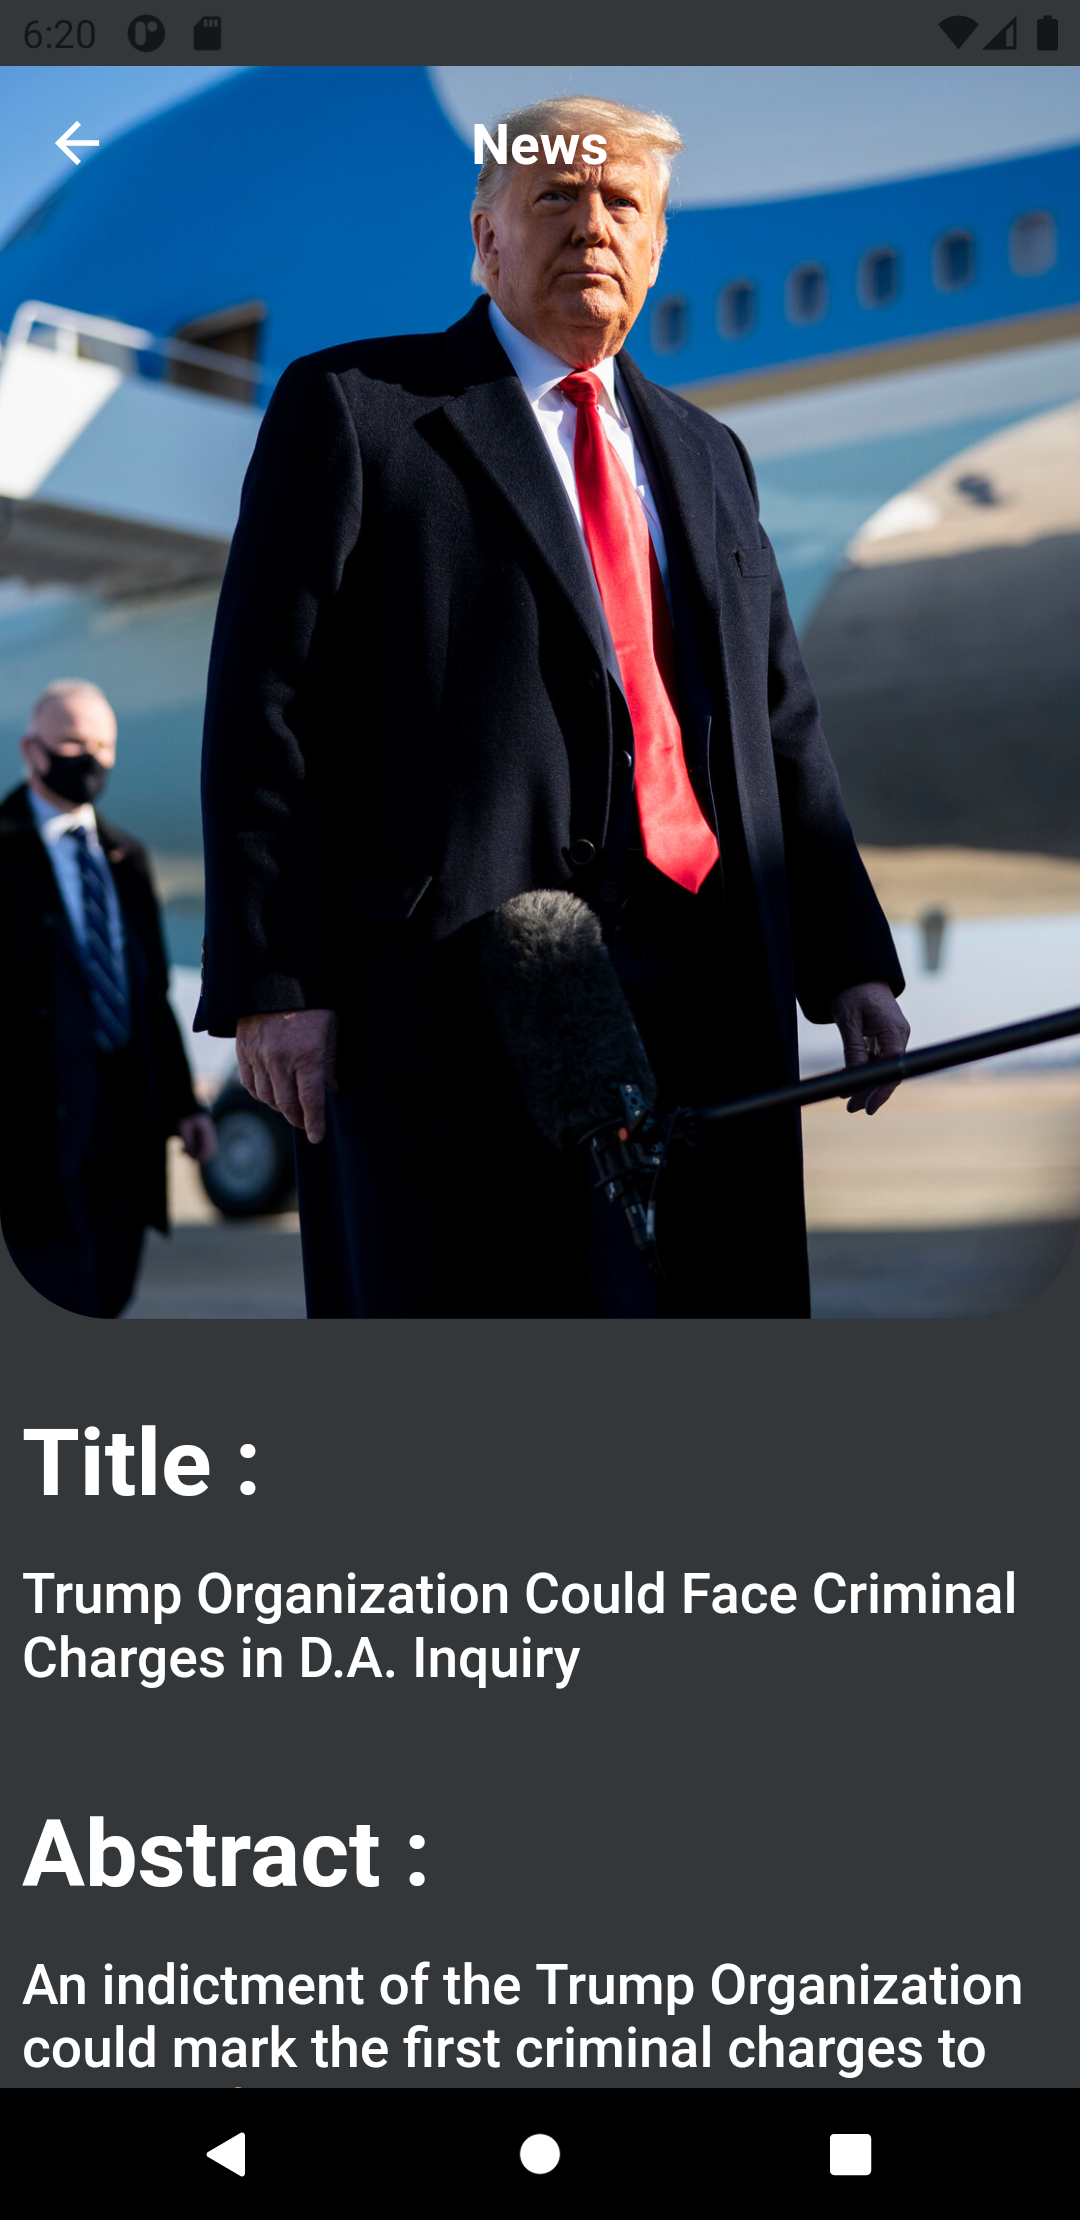 6:20
News
Title :
Trump Organization Could Face Criminal
Charges in D.A. Inquiry
Abstract :
An indictment of the Trump Organization
could mark the first criminal charges to